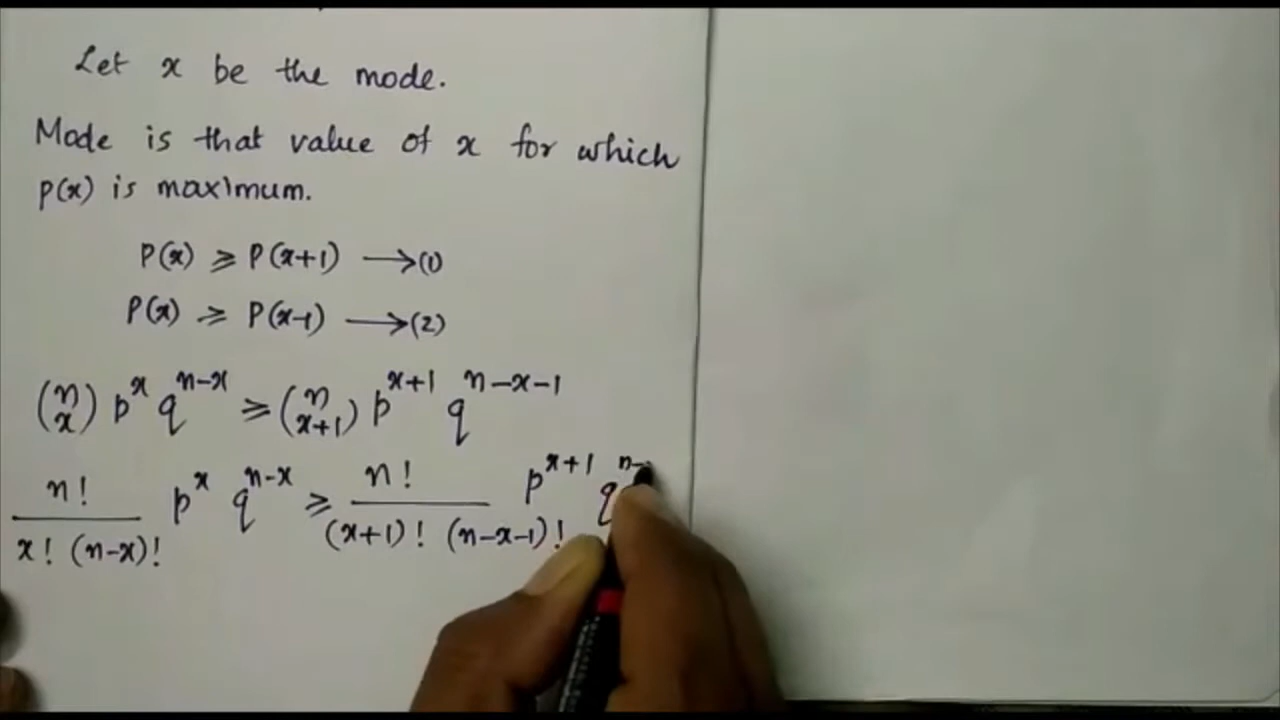 Let x be the mode.
Mode is that value of x for which
P(x) is maximum.
P(x) ⩾ P(x+1) ⟶(1)
P(x) ⩾ P(x-1) ⟶(2)
(n x) p^x q^{n-x} ⩾ (n x+1) p^{x+1} q^{n-x-1}
n!/(x! (n-x)!) p^x q^{n-x} ⩾ n!/((x+1)! (n-x-1)!) p^{x+1} q^{n-